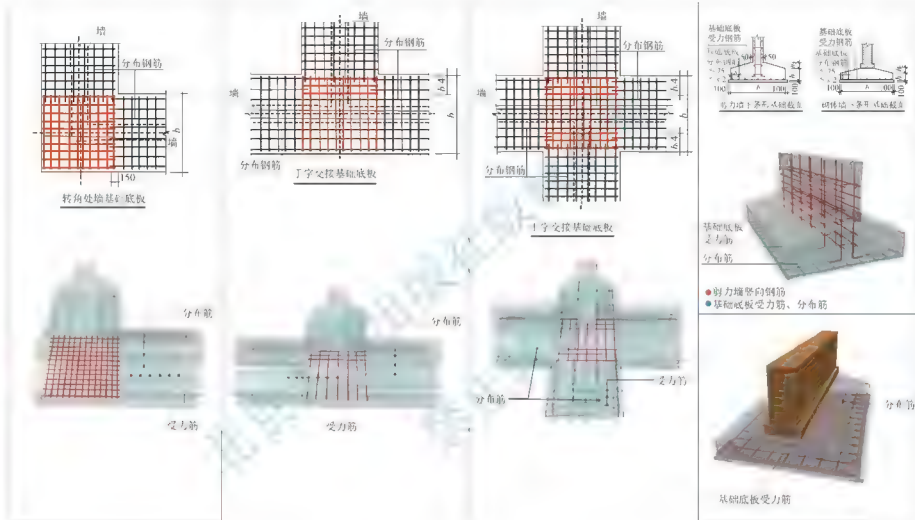 墙
分布钢筋
墙
b
150
转角处墙基础底板
墙
分布钢筋
墙
b/4
b
分布钢筋
丁字交接基础底板
墙
分布钢筋
墙
b/4
b
b/4
分布钢筋
十字交接基础底板
基础底板
受力钢筋
100
b
100
剪力墙下条形基础截面
基础底板
受力钢筋
100
b
100
砌体墙下条形基础截面
基础底板
受力筋
分布筋
剪力墙竖向钢筋
基础底板受力筋、分布筋
分布筋
受力筋
分布筋
受力筋
受力筋
分布筋
分布筋
基础底板受力筋